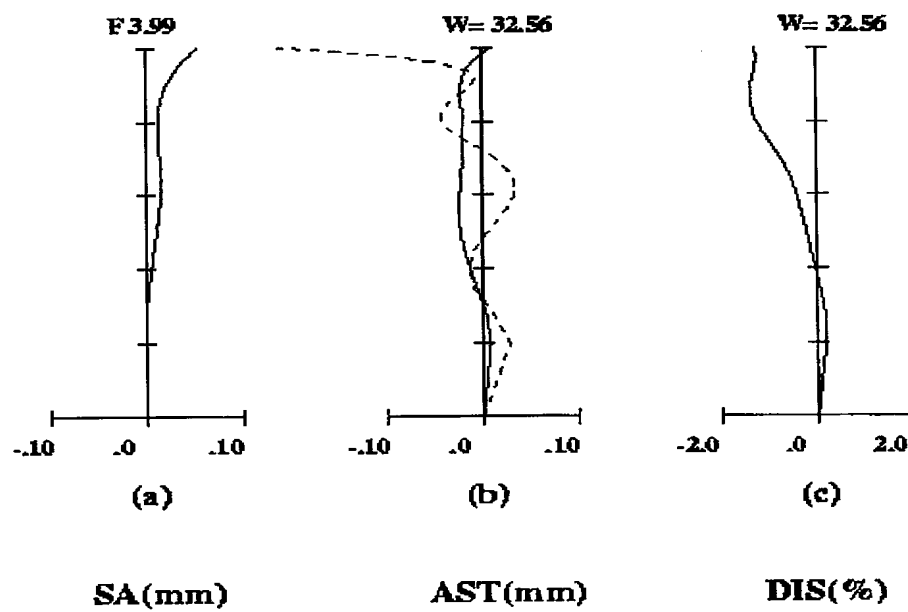 F 3.99 W= 32.56 W= 32.56
-.10 .0 .10 -.10 .0 .10 -2.0 .0 2.0
(a) (b) (c)
SA(mm) AST(mm) DIS(%)